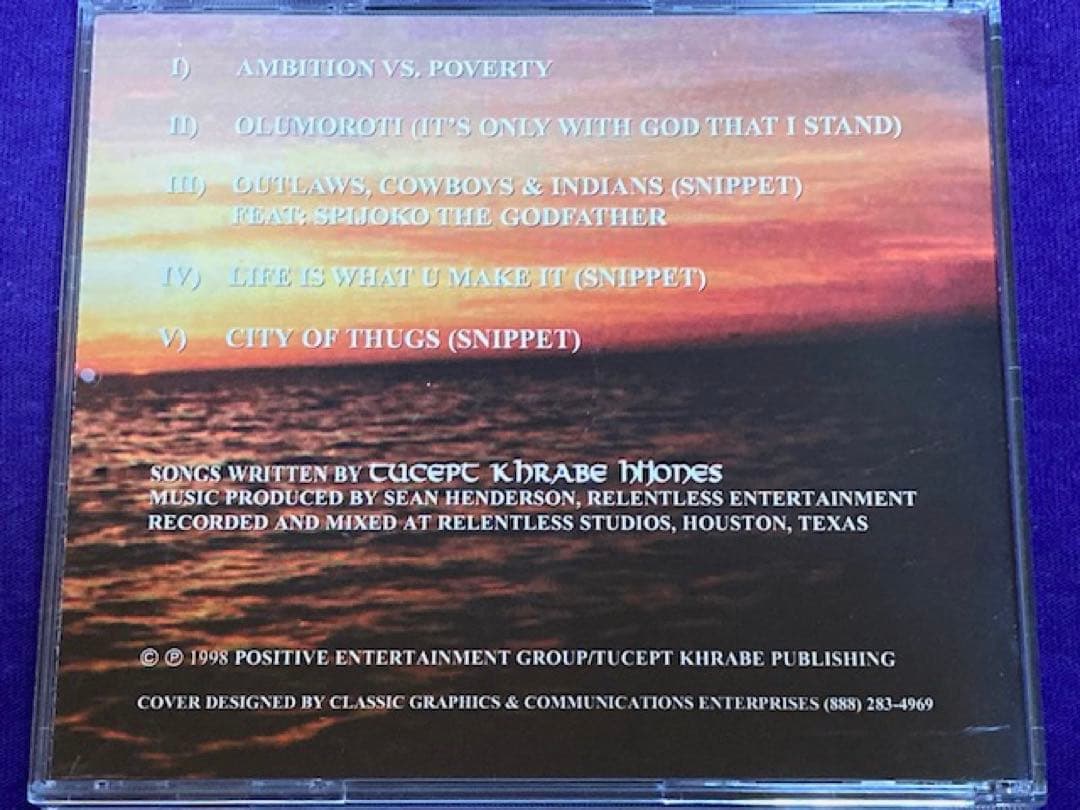 I) AMBITION VS. POVERTY
II) OLUMOROTI (IT'S ONLY WITH GOD THAT I STAND)
III) OUTLAWS, COWBOYS & INDIANS (SNIPPET)
FEAT: SPIJOKO THE GODFATHER
IV) LIFE IS WHAT U MAKE IT (SNIPPET)
V) CITY OF THUGS (SNIPPET)
SONGS WRITTEN BY TUCEPT KHRABE
MUSIC PRODUCED BY SEAN HENDERSON, RELENTLESS ENTERTAINMENT
RECORDED AND MIXED AT RELENTLESS STUDIOS, HOUSTON, TEXAS
© ℗ 1998 POSITIVE ENTERTAINMENT GROUP/TUCEPT KHRABE PUBLISHING
COVER DESIGNED BY CLASSIC GRAPHICS & COMMUNICATIONS ENTERPRISES (888) 283-4969